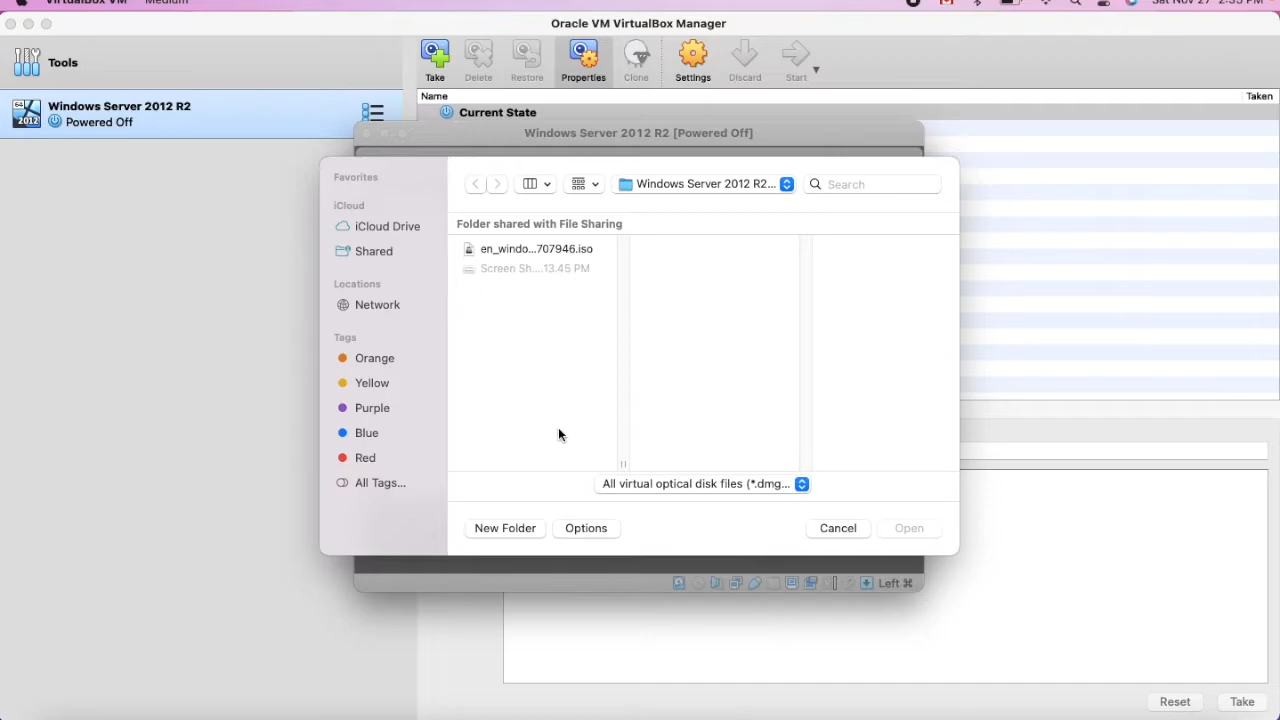 VirtualBox VM Medium Sat Nov 27 2:35 PM
Oracle VM VirtualBox Manager
Tools
Take Delete Restore Properties Clone Settings Discard Start
Name Taken
64 2012 Windows Server 2012 R2
Powered Off
Current State
Windows Server 2012 R2 [Powered Off]
Favorites
iCloud
iCloud Drive
Shared
Locations
Network
Tags
Orange
Yellow
Purple
Blue
Red
All Tags...
Windows Server 2012 R2... Search
Folder shared with File Sharing
en_windo...707946.iso
Screen Sh....13.45 PM
All virtual optical disk files (*.dmg...
New Folder Options Cancel Open
Left ⌘
Reset Take